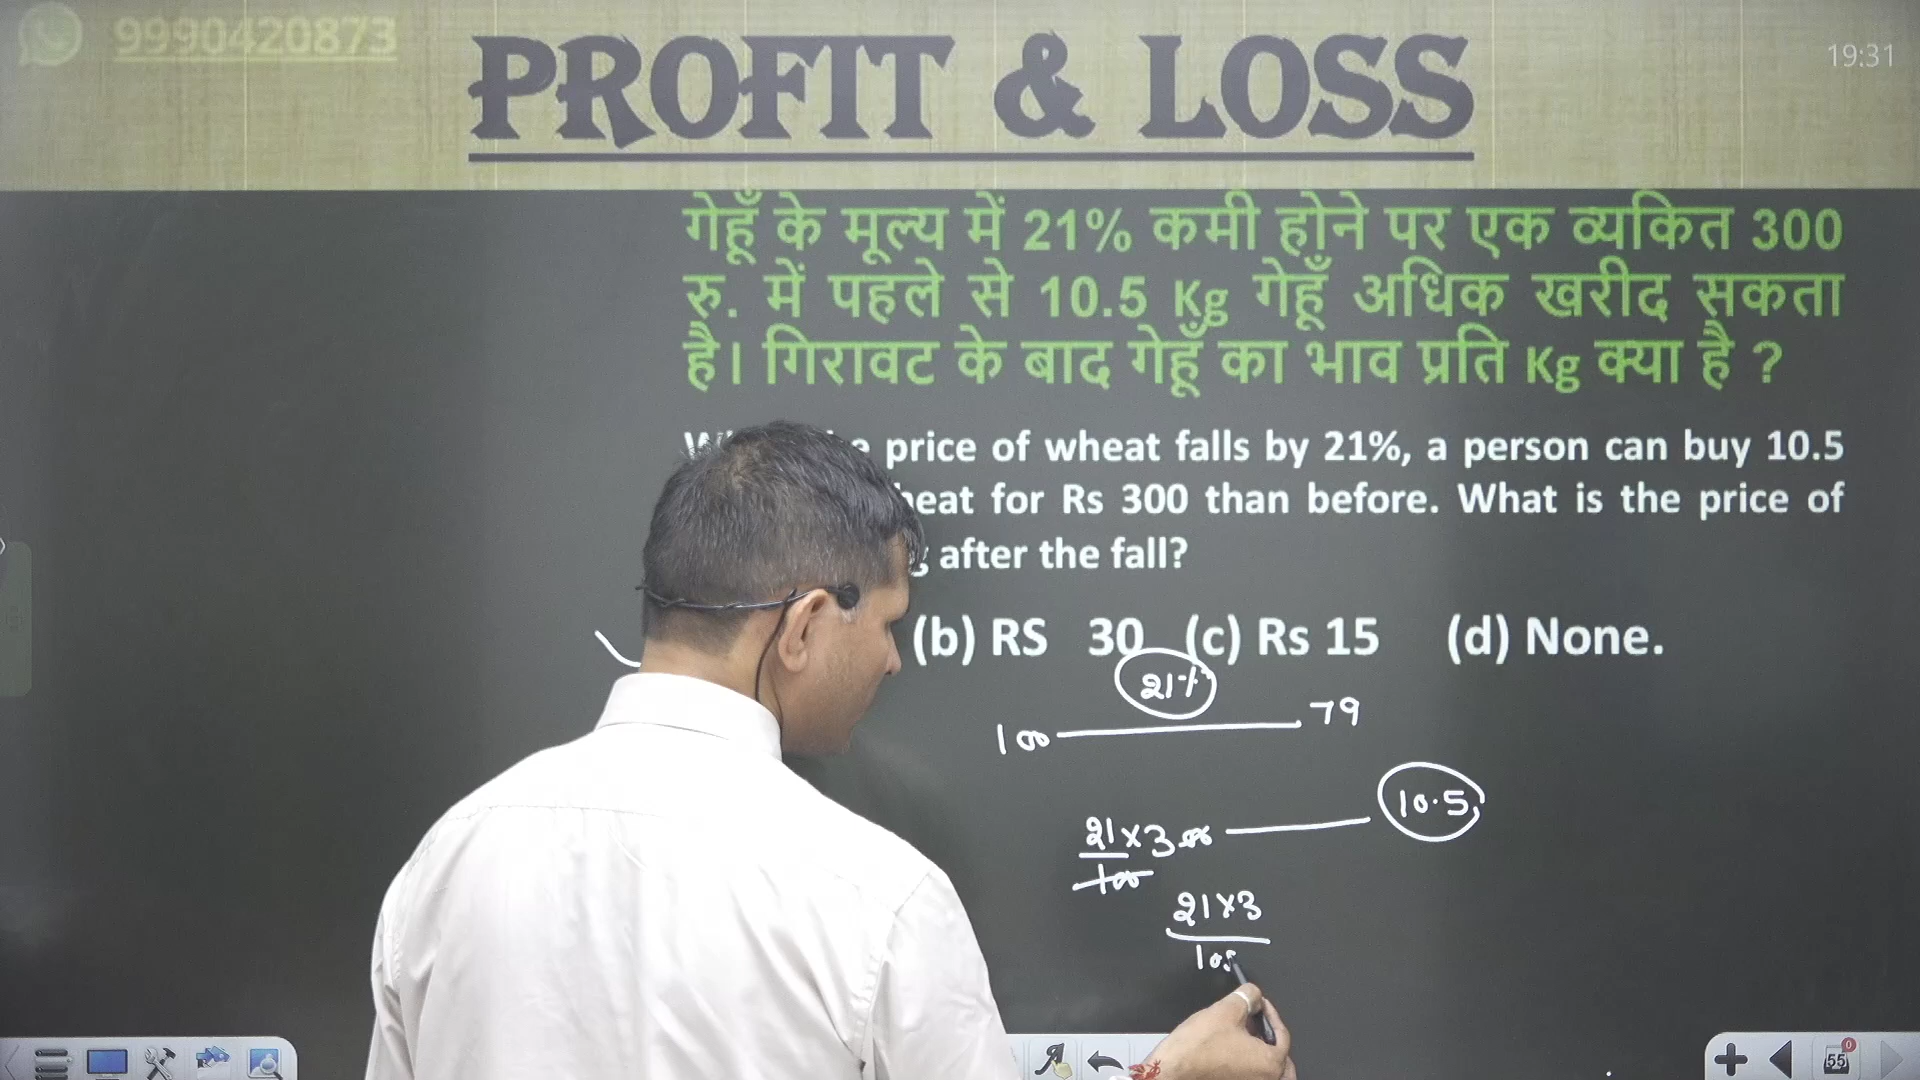 9990420873
PROFIT & LOSS
19:31
गेहूँ के मूल्य में 21% कमी होने पर एक व्यकित 300
रु. में पहले से 10.5 Kg गेहूँ अधिक खरीद सकता
है। गिरावट के बाद गेहूँ का भाव प्रति Kg क्या है ?
price of wheat falls by 21%, a person can buy 10.5
for Rs 300 than before. What is the price of
after the fall?
(b) RS 30 (c) Rs 15 (d) None.
21%
100 79
10.5
21×300
100
21×3
55
0